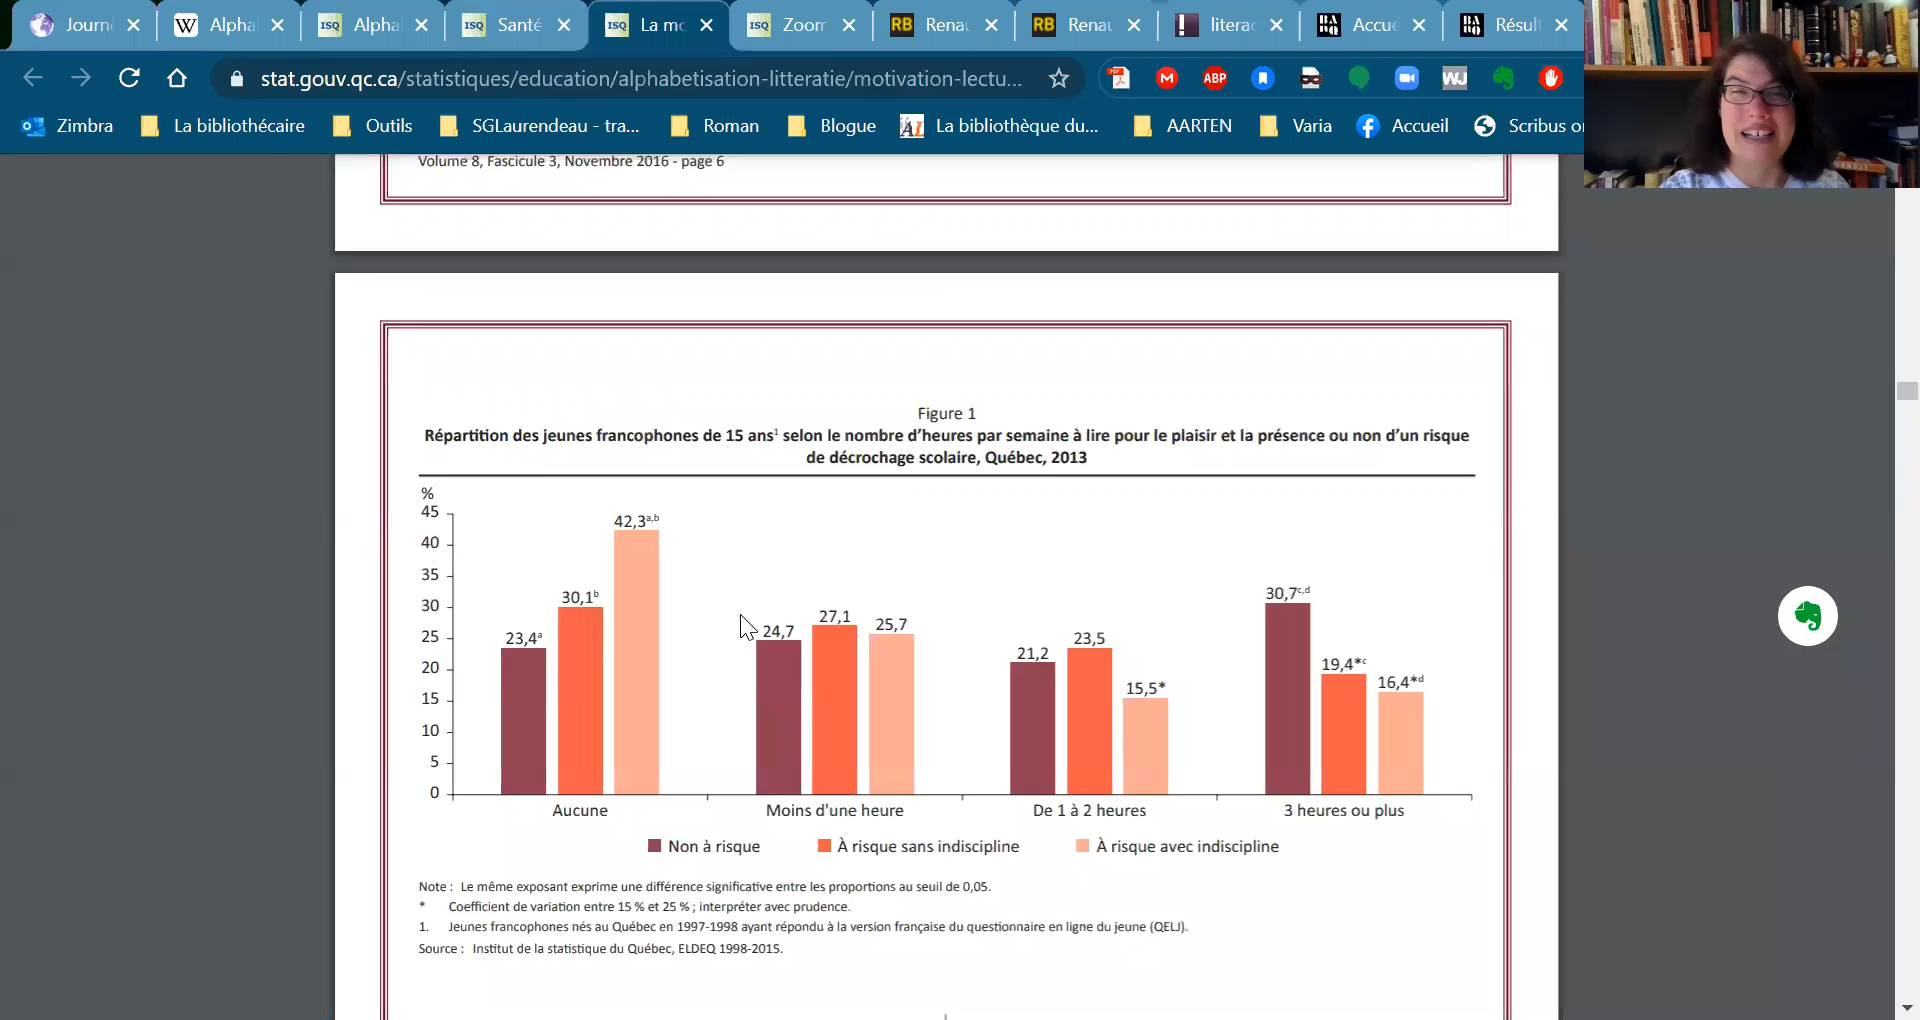 Journ
Alpha
Alpha
Santé
La mo
Zoom
Renau
Renau
litera
Accue
Résult
stat.gouv.qc.ca/statistiques/education/alphabetisation-litteratie/motivation-lectu...
Zimbra
La bibliothécaire
Outils
SGLaurendeau - tra...
Roman
Blogue
La bibliothèque du...
AARTEN
Varia
Accueil
Scribus
Volume 8, Fascicule 3, Novembre 2016 - page 6
Figure 1
Répartition des jeunes francophones de 15 ans¹ selon le nombre d'heures par semaine à lire pour le plaisir et la présence ou non d'un risque
de décrochage scolaire, Québec, 2013
%
45
40
35
30
25
20
15
10
5
0
23,4ᵃ
30,1ᵇ
42,3ᵃ,ᵇ
24,7
27,1
25,7
21,2
23,5
15,5*
30,7ᶜ,ᵈ
19,4*ᶜ
16,4*ᵈ
Aucune
Moins d'une heure
De 1 à 2 heures
3 heures ou plus
Non à risque
À risque sans indiscipline
À risque avec indiscipline
Note : Le même exposant exprime une différence significative entre les proportions au seuil de 0,05.
* Coefficient de variation entre 15 % et 25 % ; interpréter avec prudence.
1. Jeunes francophones nés au Québec en 1997-1998 ayant répondu à la version française du questionnaire en ligne du jeune (QELJ).
Source : Institut de la statistique du Québec, ELDEQ 1998-2015.